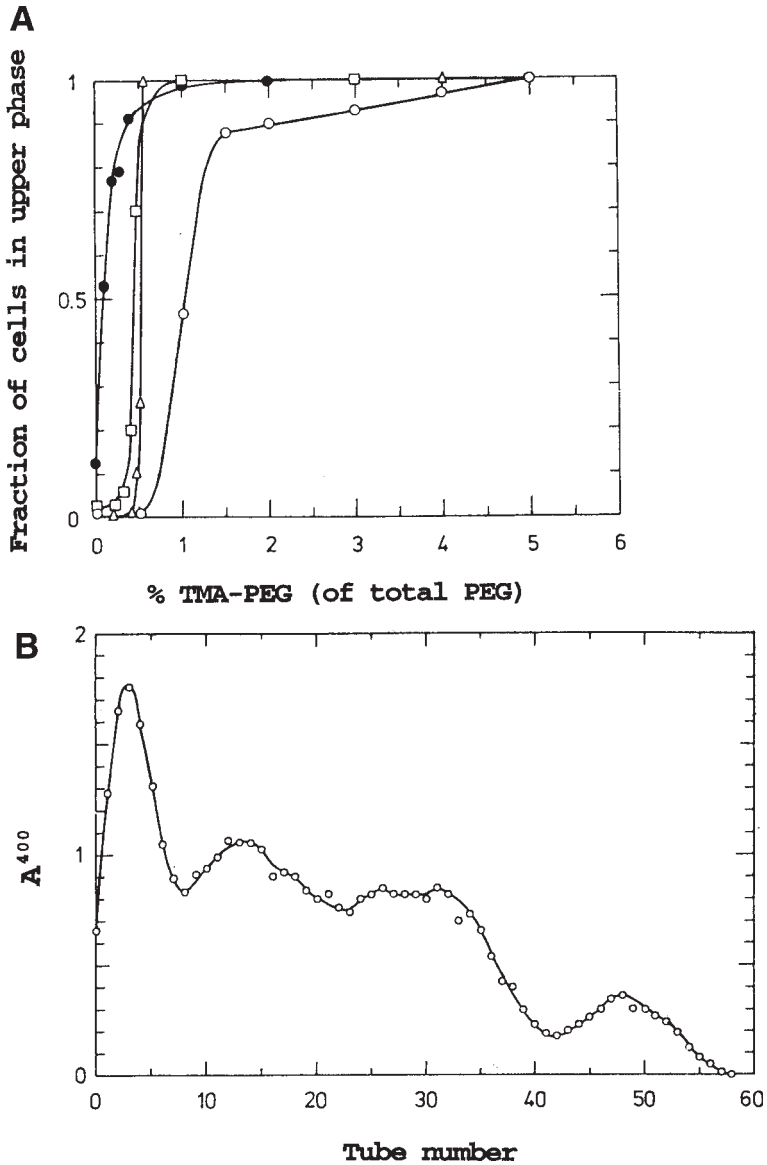 A
Fraction of cells in upper phase
1
0.5
0
0 1 2 3 4 5 6
% TMA-PEG (of total PEG)
B
A400
2
1
0
0 10 20 30 40 50 60
Tube number